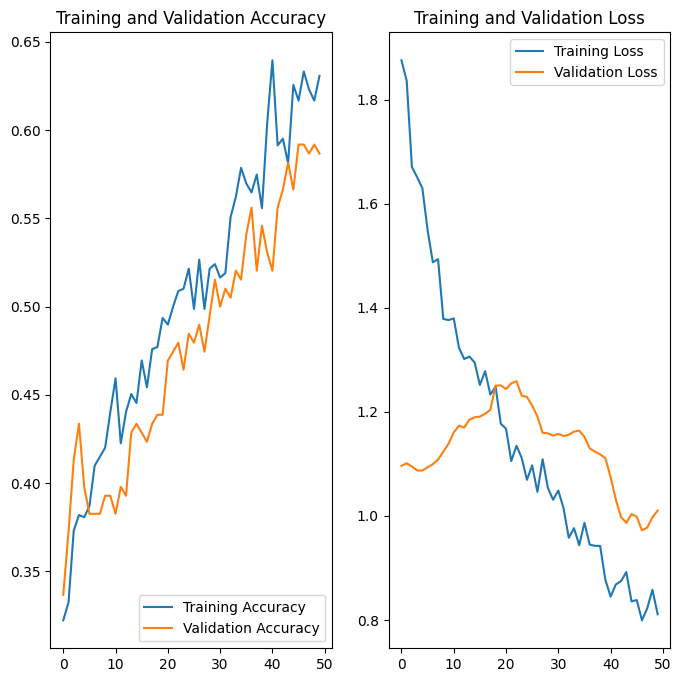 Training and Validation Accuracy
0.65
0.60
0.55
0.50
0.45
0.40
0.35
0 10 20 30 40 50
Training Accuracy
Validation Accuracy
Training and Validation Loss
1.8
1.6
1.4
1.2
1.0
0.8
0 10 20 30 40 50
Training Loss
Validation Loss